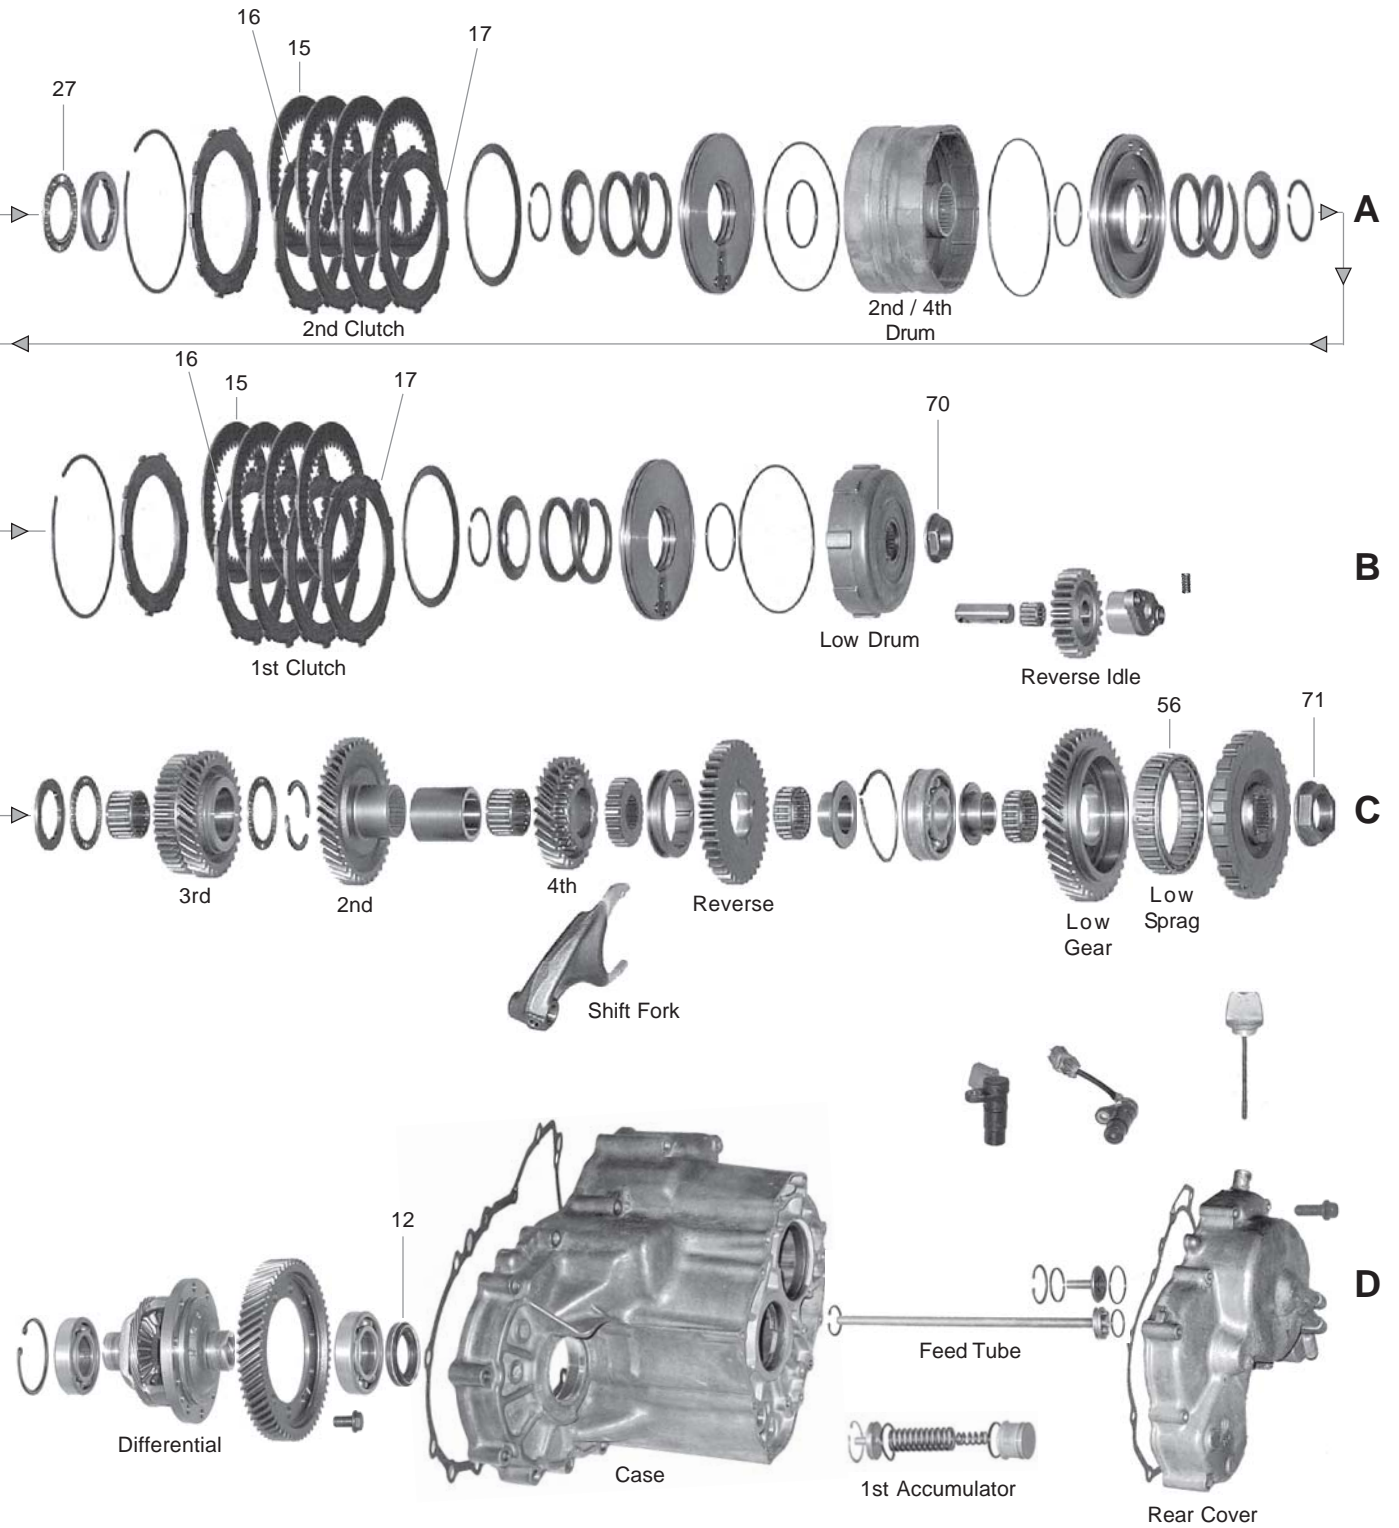 16
15
17
27
A
2nd Clutch
2nd / 4th
Drum
16
15
17
70
B
Low Drum
1st Clutch
Reverse Idle
56
71
C
3rd
2nd
4th
Reverse
Low
Gear
Low
Sprag
Shift Fork
12
D
Feed Tube
Differential
Case
1st Accumulator
Rear Cover